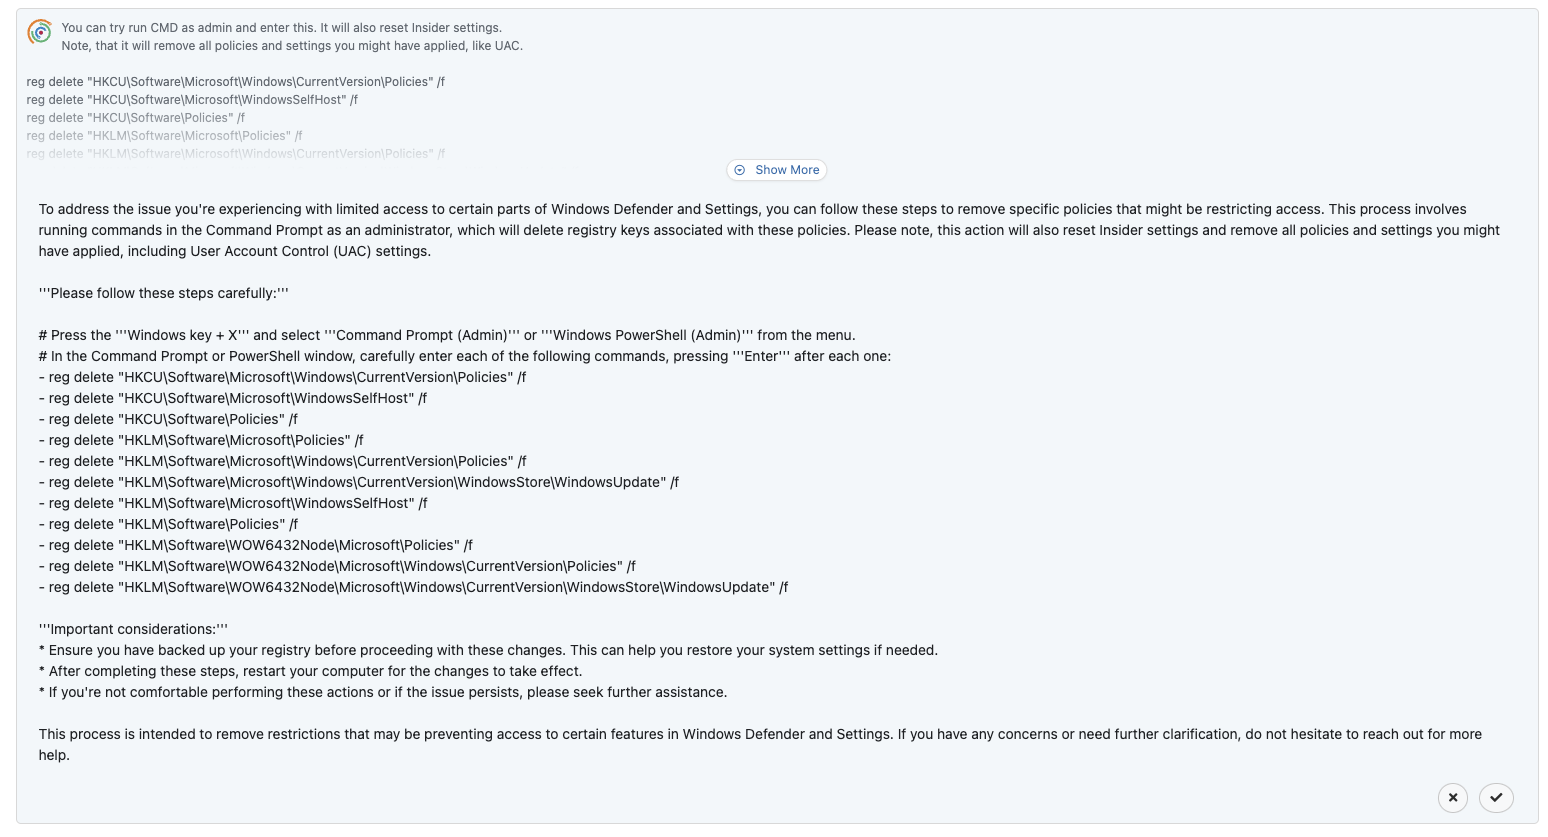 You can try run CMD as admin and enter this. It will also reset Insider settings.
Note, that it will remove all policies and settings you might have applied, like UAC.
reg delete "HKCU\Software\Microsoft\Windows\CurrentVersion\Policies" /f
reg delete "HKCU\Software\Microsoft\WindowsSelfHost" /f
reg delete "HKCU\Software\Policies" /f
reg delete "HKLM\Software\Microsoft\Policies" /f
reg delete "HKLM\Software\Microsoft\Windows\CurrentVersion\Policies" /f
Show More
To address the issue you're experiencing with limited access to certain parts of Windows Defender and Settings, you can follow these steps to remove specific policies that might be restricting access. This process involves
running commands in the Command Prompt as an administrator, which will delete registry keys associated with these policies. Please note, this action will also reset Insider settings and remove all policies and settings you might
have applied, including User Account Control (UAC) settings.
'''Please follow these steps carefully:'''
# Press the '''Windows key + X''' and select '''Command Prompt (Admin)''' or '''Windows PowerShell (Admin)''' from the menu.
# In the Command Prompt or PowerShell window, carefully enter each of the following commands, pressing '''Enter''' after each one:
- reg delete "HKCU\Software\Microsoft\Windows\CurrentVersion\Policies" /f
- reg delete "HKCU\Software\Microsoft\WindowsSelfHost" /f
- reg delete "HKCU\Software\Policies" /f
- reg delete "HKLM\Software\Microsoft\Policies" /f
- reg delete "HKLM\Software\Microsoft\Windows\CurrentVersion\Policies" /f
- reg delete "HKLM\Software\Microsoft\Windows\CurrentVersion\WindowsStore\WindowsUpdate" /f
- reg delete "HKLM\Software\Microsoft\WindowsSelfHost" /f
- reg delete "HKLM\Software\Policies" /f
- reg delete "HKLM\Software\WOW6432Node\Microsoft\Policies" /f
- reg delete "HKLM\Software\WOW6432Node\Microsoft\Windows\CurrentVersion\Policies" /f
- reg delete "HKLM\Software\WOW6432Node\Microsoft\Windows\CurrentVersion\WindowsStore\WindowsUpdate" /f
'''Important considerations:'''
* Ensure you have backed up your registry before proceeding with these changes. This can help you restore your system settings if needed.
* After completing these steps, restart your computer for the changes to take effect.
* If you're not comfortable performing these actions or if the issue persists, please seek further assistance.
This process is intended to remove restrictions that may be preventing access to certain features in Windows Defender and Settings. If you have any concerns or need further clarification, do not hesitate to reach out for more
help.